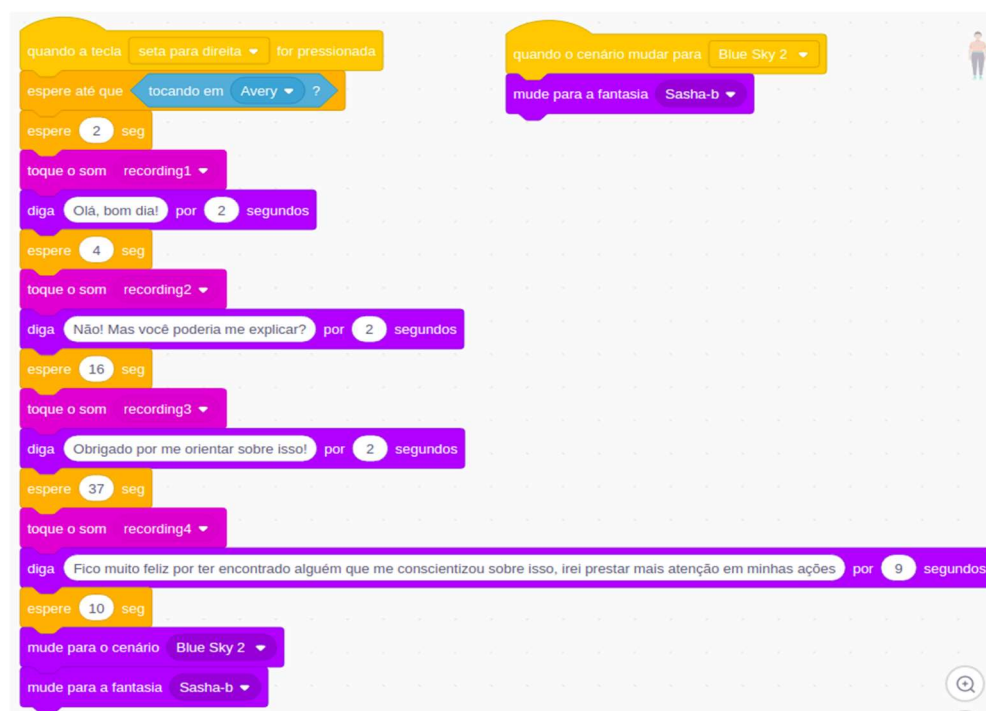 quando a tecla seta para direita for pressionada
espere até que tocando em Avery ?
espere 2 seg
toque o som recording1
diga Olá, bom dia! por 2 segundos
espere 4 seg
toque o som recording2
diga Não! Mas você poderia me explicar? por 2 segundos
espere 16 seg
toque o som recording3
diga Obrigado por me orientar sobre isso! por 2 segundos
espere 37 seg
toque o som recording4
diga Fico muito feliz por ter encontrado alguém que me conscientizou sobre isso, irei prestar mais atenção em minhas ações por 9 segundos
espere 10 seg
mude para o cenário Blue Sky 2
mude para a fantasia Sasha-b
quando o cenário mudar para Blue Sky 2
mude para a fantasia Sasha-b